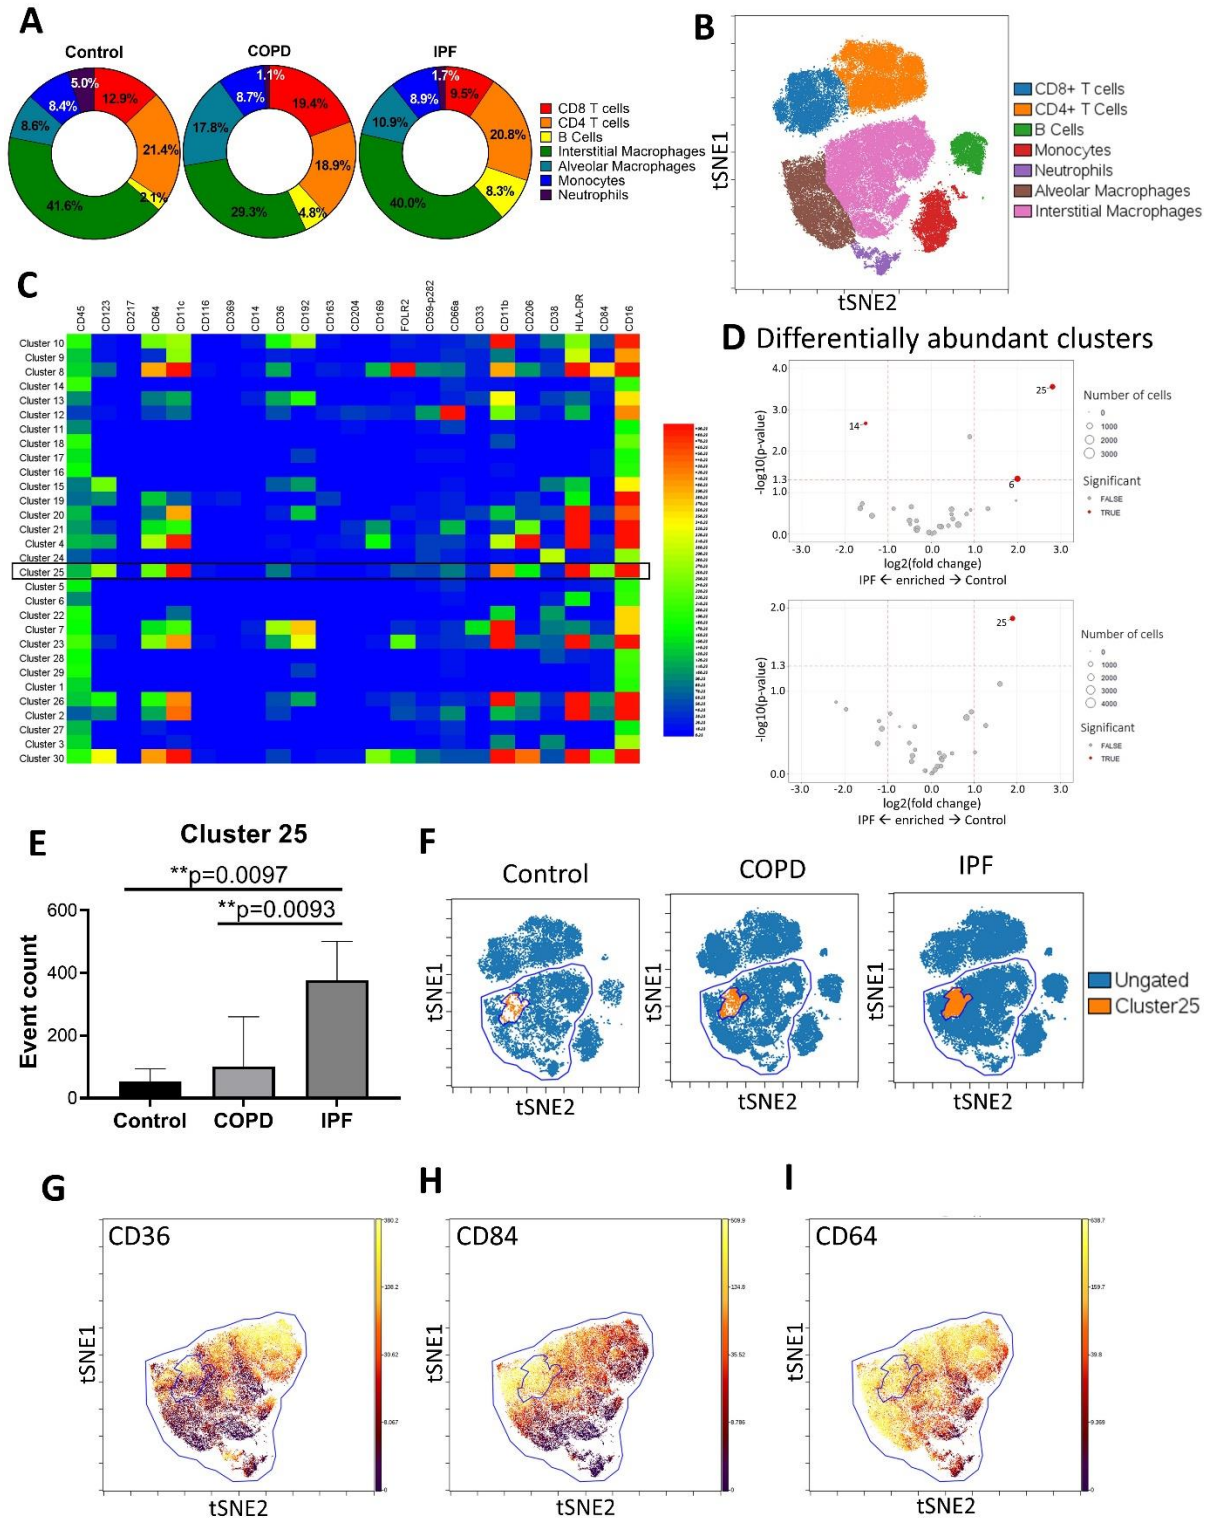 A
Control
COPD
IPF
5.0%
12.9%
8.4%
8.6%
21.4%
2.1%
41.6%
1.1%
8.7%
19.4%
17.8%
18.9%
4.8%
29.3%
1.7%
8.9%
9.5%
10.9%
20.8%
8.3%
40.0%
CD8 T cells
CD4 T cells
B Cells
Interstitial Macrophages
Alveolar Macrophages
Monocytes
Neutrophils
B
tSNE1
tSNE2
CD8+ T cells
CD4+ T Cells
B Cells
Monocytes
Neutrophils
Alveolar Macrophages
Interstitial Macrophages
C
CD45
CD123
CD217
CD64
CD11c
CD116
CD369
CD14
CD36
CD192
CD163
CD204
CD169
FOLR2
CD59-p282
CD66a
CD33
CD11b
CD206
CD38
HLA-DR
CD84
CD16
Cluster 10
Cluster 9
Cluster 8
Cluster 14
Cluster 13
Cluster 12
Cluster 11
Cluster 18
Cluster 17
Cluster 16
Cluster 15
Cluster 19
Cluster 20
Cluster 21
Cluster 4
Cluster 24
Cluster 25
Cluster 5
Cluster 6
Cluster 22
Cluster 7
Cluster 23
Cluster 28
Cluster 29
Cluster 1
Cluster 26
Cluster 2
Cluster 27
Cluster 3
Cluster 30
D Differentially abundant clusters
4.0
3.0
2.0
1.3
1.0
0.0
-log10(p-value)
25
14
6
-3.0 -2.0 -1.0 0.0 1.0 2.0 3.0
log2(fold change)
IPF ← enriched → Control
Number of cells
0
1000
2000
3000
Significant
FALSE
TRUE
2.0
1.3
1.0
0.0
-log10(p-value)
25
-3.0 -2.0 -1.0 0.0 1.0 2.0 3.0
log2(fold change)
IPF ← enriched → Control
Number of cells
0
1000
2000
3000
4000
Significant
FALSE
TRUE
E
Cluster 25
**p=0.0097
**p=0.0093
600
400
200
0
Event count
Control COPD IPF
F
Control
COPD
IPF
tSNE1
tSNE2
tSNE1
tSNE2
tSNE1
tSNE2
Ungated
Cluster25
G
CD36
tSNE1
tSNE2
H
CD84
tSNE1
tSNE2
I
CD64
tSNE1
tSNE2